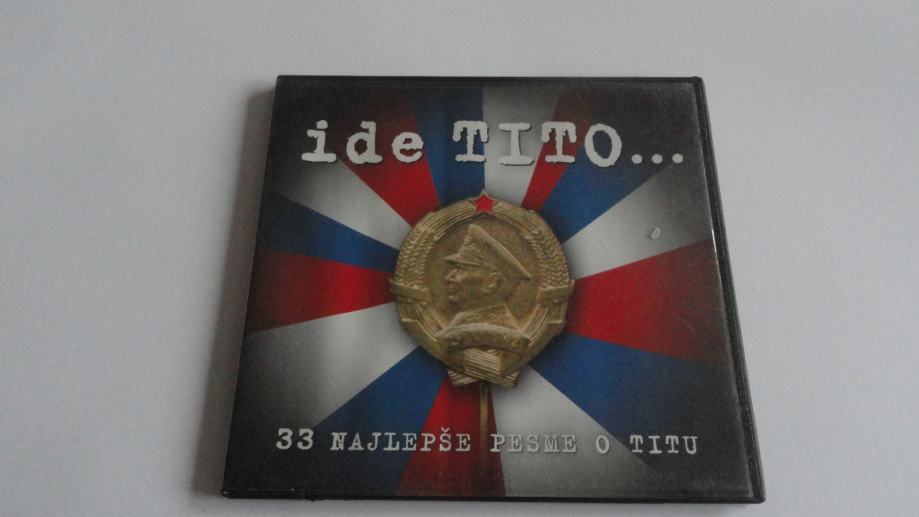 ide TITO...
33 NAJLEPŠE PESME O TITU